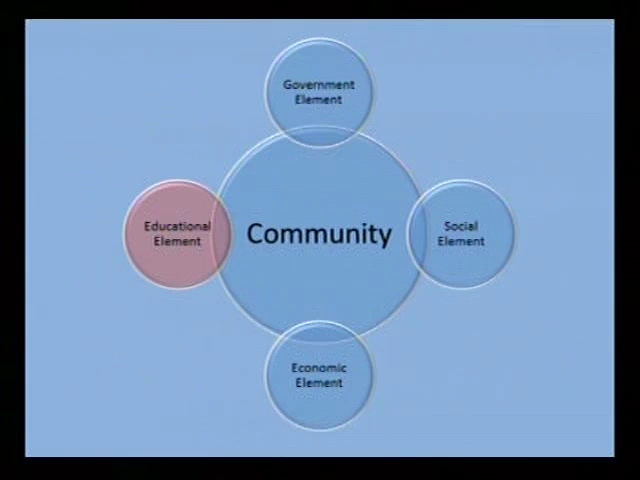 Government
Element
Educational
Element
Community
Social
Element
Economic
Element